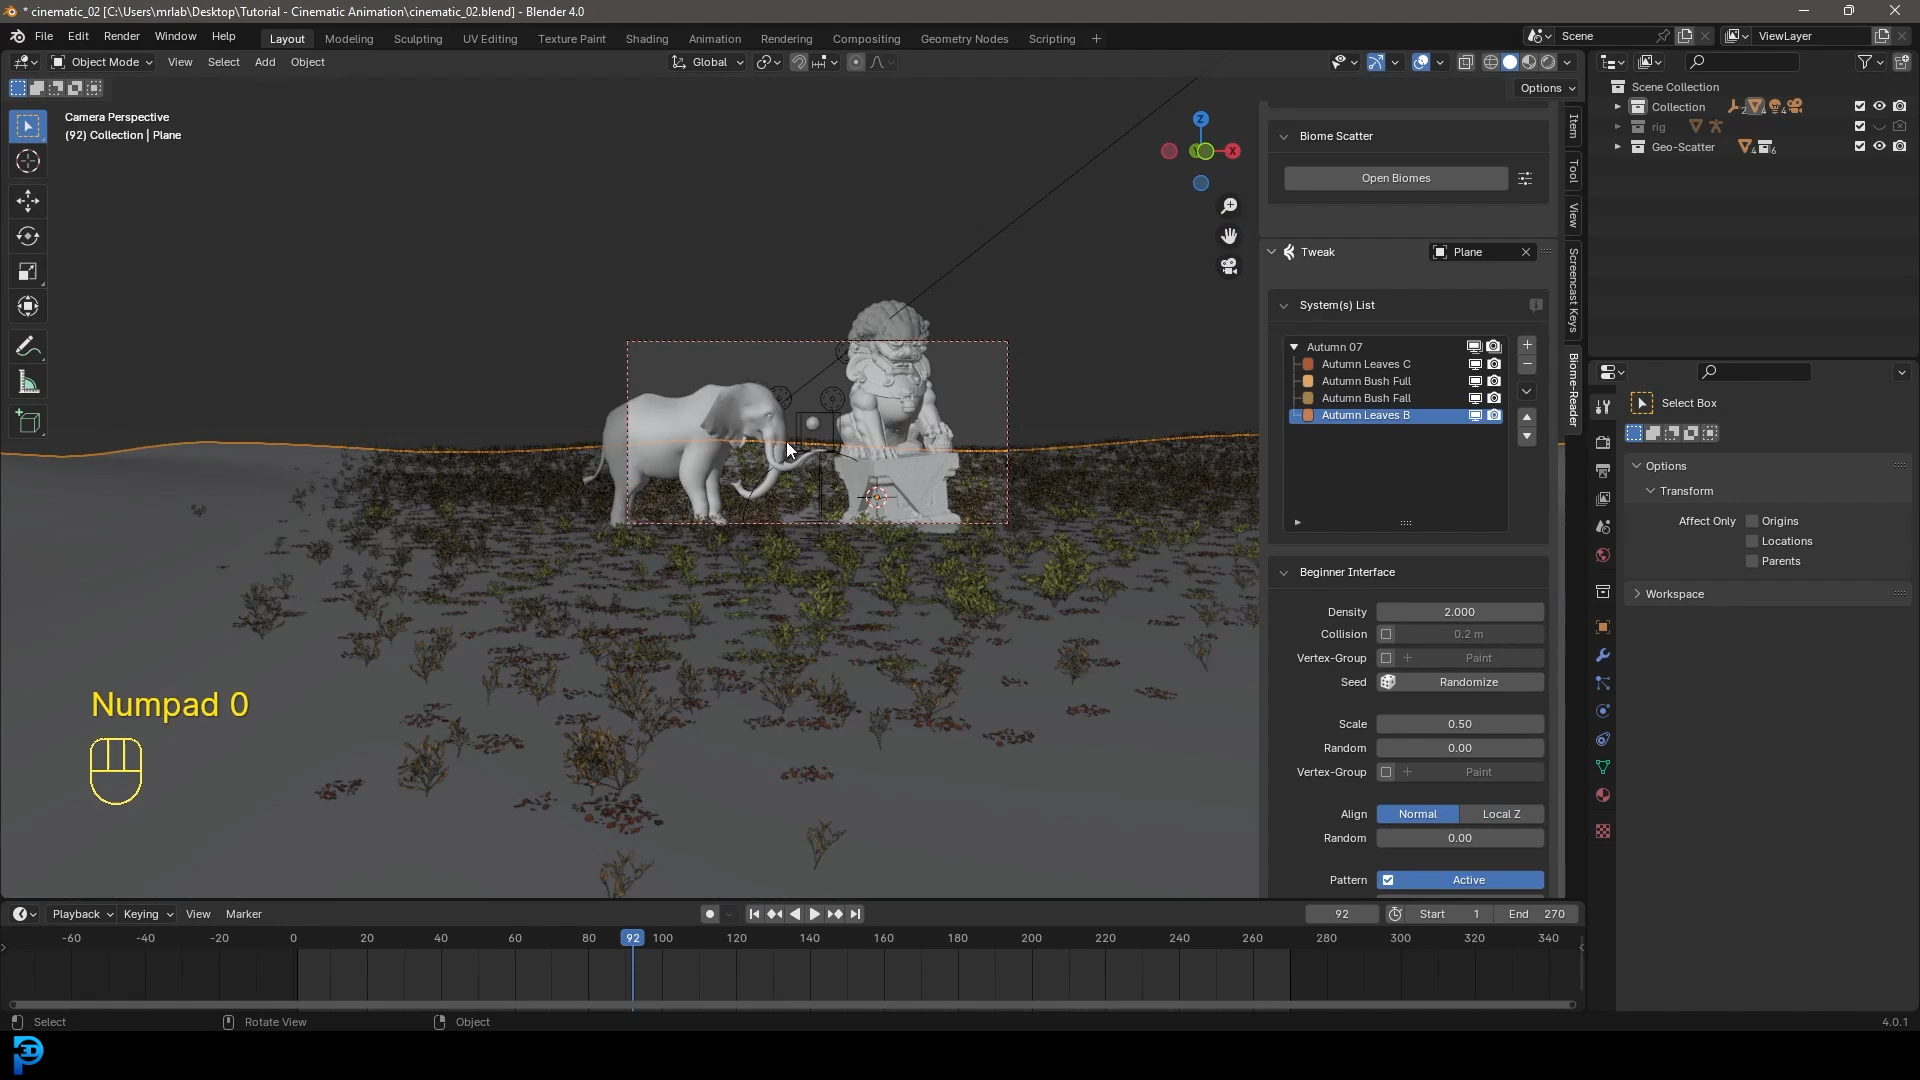 * cinematic_02 [C:\Users\mrlab\Desktop\Tutorial - Cinematic Animation\cinematic_02.blend] - Blender 4.0
File Edit Render Window Help
Layout Modeling Sculpting UV Editing Texture Paint Shading Animation Rendering Compositing Geometry Nodes Scripting
Scene
ViewLayer
Object Mode View Select Add Object
Global
Options
Camera Perspective
(92) Collection | Plane
Z
X
Biome Scatter
Open Biomes
Tweak
Plane
System(s) List
Autumn 07
Autumn Leaves C
Autumn Bush Full
Autumn Bush Fall
Autumn Leaves B
Beginner Interface
Density 2.000
Collision 0.2 m
Vertex-Group Paint
Seed Randomize
Scale 0.50
Random 0.00
Vertex-Group Paint
Align Normal Local Z
Random 0.00
Pattern Active
Item
Tool
View
Screencast Keys
Biome-Reader
Scene Collection
Collection 2 4 4
rig
Geo-Scatter 4 6
Select Box
Options
Transform
Affect Only Origins
Locations
Parents
Workspace
Numpad 0
Playback Keying View Marker
92 Start 1 End 270
-60 -40 -20 0 20 40 60 80 92 100 120 140 160 180 200 220 240 260 280 300 320 340
Select Rotate View Object
4.0.1